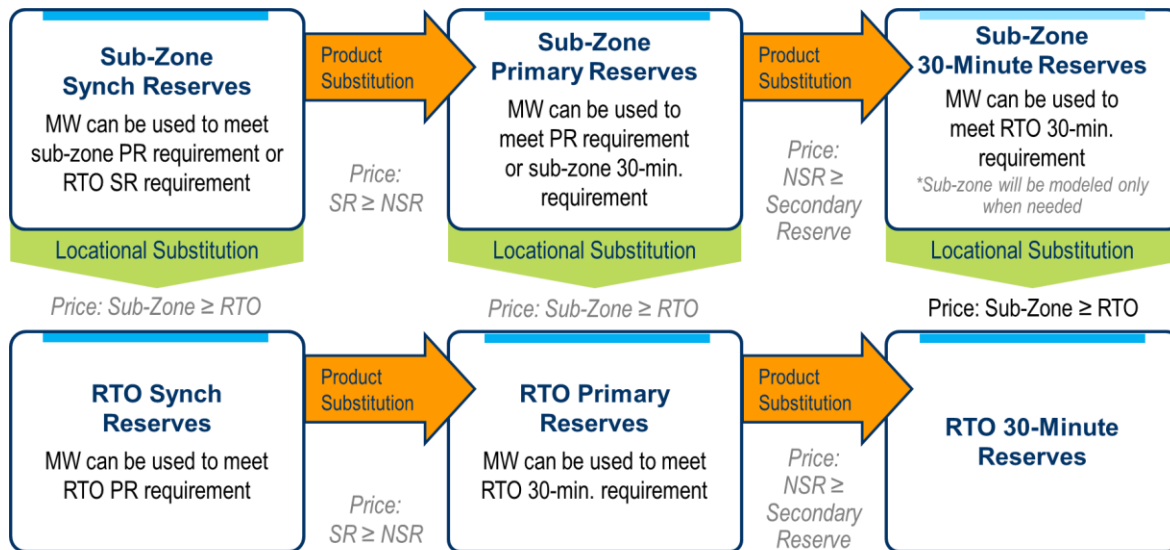 Sub-Zone
Synch Reserves
MW can be used to meet
sub-zone PR requirement or
RTO SR requirement
Product
Substitution
Price:
SR ≥ NSR
Sub-Zone
Primary Reserves
MW can be used to
meet PR requirement
or sub-zone 30-min.
requirement
Product
Substitution
Price:
NSR ≥
Secondary
Reserve
Sub-Zone
30-Minute Reserves
MW can be used to
meet RTO 30-min.
requirement
*Sub-zone will be modeled only
when needed
Locational Substitution
Locational Substitution
Locational Substitution
Price: Sub-Zone ≥ RTO
Price: Sub-Zone ≥ RTO
Price: Sub-Zone ≥ RTO
RTO Synch
Reserves
MW can be used to meet
RTO PR requirement
Product
Substitution
Price:
SR ≥ NSR
RTO Primary
Reserves
MW can be used to meet
RTO 30-min. requirement
Product
Substitution
Price:
NSR ≥
Secondary
Reserve
RTO 30-Minute
Reserves